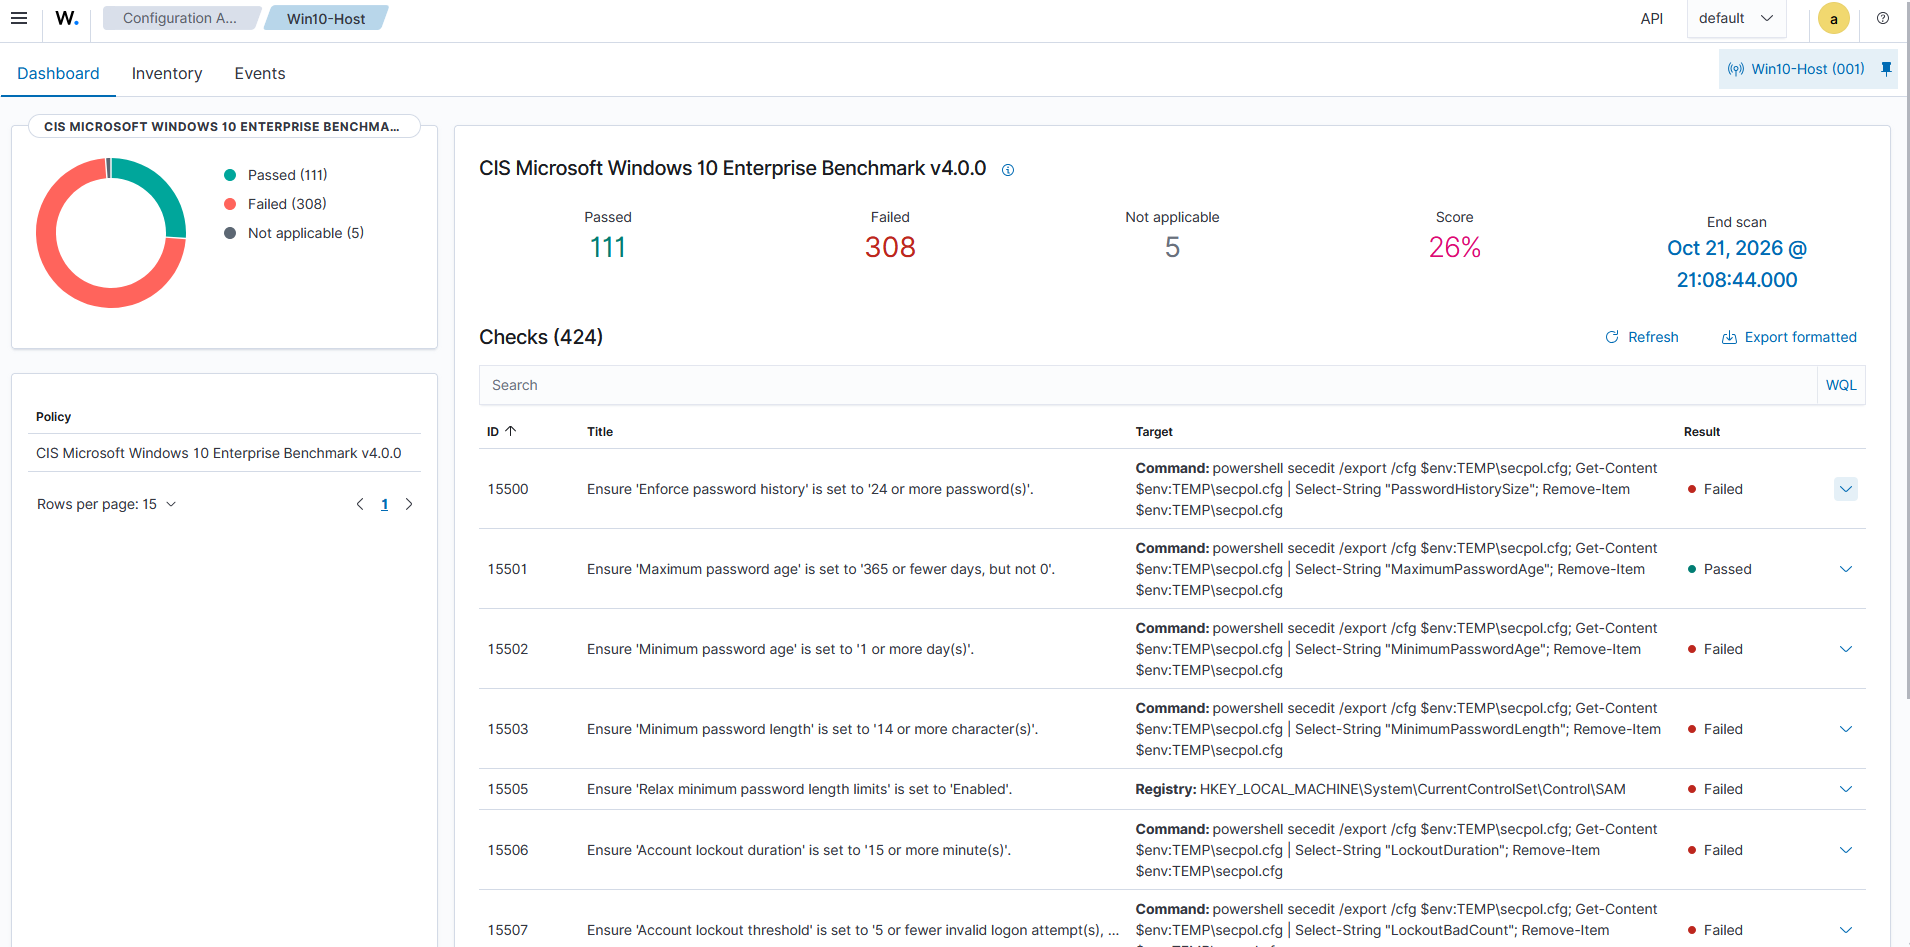 W.
Configuration A...
Win10-Host
API
default
a
Dashboard
Inventory
Events
Win10-Host (001)
CIS MICROSOFT WINDOWS 10 ENTERPRISE BENCHMA...
Passed (111)
Failed (308)
Not applicable (5)
Policy
CIS Microsoft Windows 10 Enterprise Benchmark v4.0.0
Rows per page: 15
1
CIS Microsoft Windows 10 Enterprise Benchmark v4.0.0
Passed
111
Failed
308
Not applicable
5
Score
26%
End scan
Oct 21, 2026 @
21:08:44.000
Checks (424)
Refresh
Export formatted
Search
WQL
ID
Title
Target
Result
15500
Ensure 'Enforce password history' is set to '24 or more password(s)'.
Command: powershell secedit /export /cfg $env:TEMP\secpol.cfg; Get-Content
$env:TEMP\secpol.cfg | Select-String "PasswordHistorySize"; Remove-Item
$env:TEMP\secpol.cfg
Failed
15501
Ensure 'Maximum password age' is set to '365 or fewer days, but not 0'.
Command: powershell secedit /export /cfg $env:TEMP\secpol.cfg; Get-Content
$env:TEMP\secpol.cfg | Select-String "MaximumPasswordAge"; Remove-Item
$env:TEMP\secpol.cfg
Passed
15502
Ensure 'Minimum password age' is set to '1 or more day(s)'.
Command: powershell secedit /export /cfg $env:TEMP\secpol.cfg; Get-Content
$env:TEMP\secpol.cfg | Select-String "MinimumPasswordAge"; Remove-Item
$env:TEMP\secpol.cfg
Failed
15503
Ensure 'Minimum password length' is set to '14 or more character(s)'.
Command: powershell secedit /export /cfg $env:TEMP\secpol.cfg; Get-Content
$env:TEMP\secpol.cfg | Select-String "MinimumPasswordLength"; Remove-Item
$env:TEMP\secpol.cfg
Failed
15505
Ensure 'Relax minimum password length limits' is set to 'Enabled'.
Registry: HKEY_LOCAL_MACHINE\System\CurrentControlSet\Control\SAM
Failed
15506
Ensure 'Account lockout duration' is set to '15 or more minute(s)'.
Command: powershell secedit /export /cfg $env:TEMP\secpol.cfg; Get-Content
$env:TEMP\secpol.cfg | Select-String "LockoutDuration"; Remove-Item
$env:TEMP\secpol.cfg
Failed
15507
Ensure 'Account lockout threshold' is set to '5 or fewer invalid logon attempt(s), ...
Command: powershell secedit /export /cfg $env:TEMP\secpol.cfg; Get-Content
$env:TEMP\secpol.cfg | Select-String "LockoutBadCount"; Remove-Item
Failed